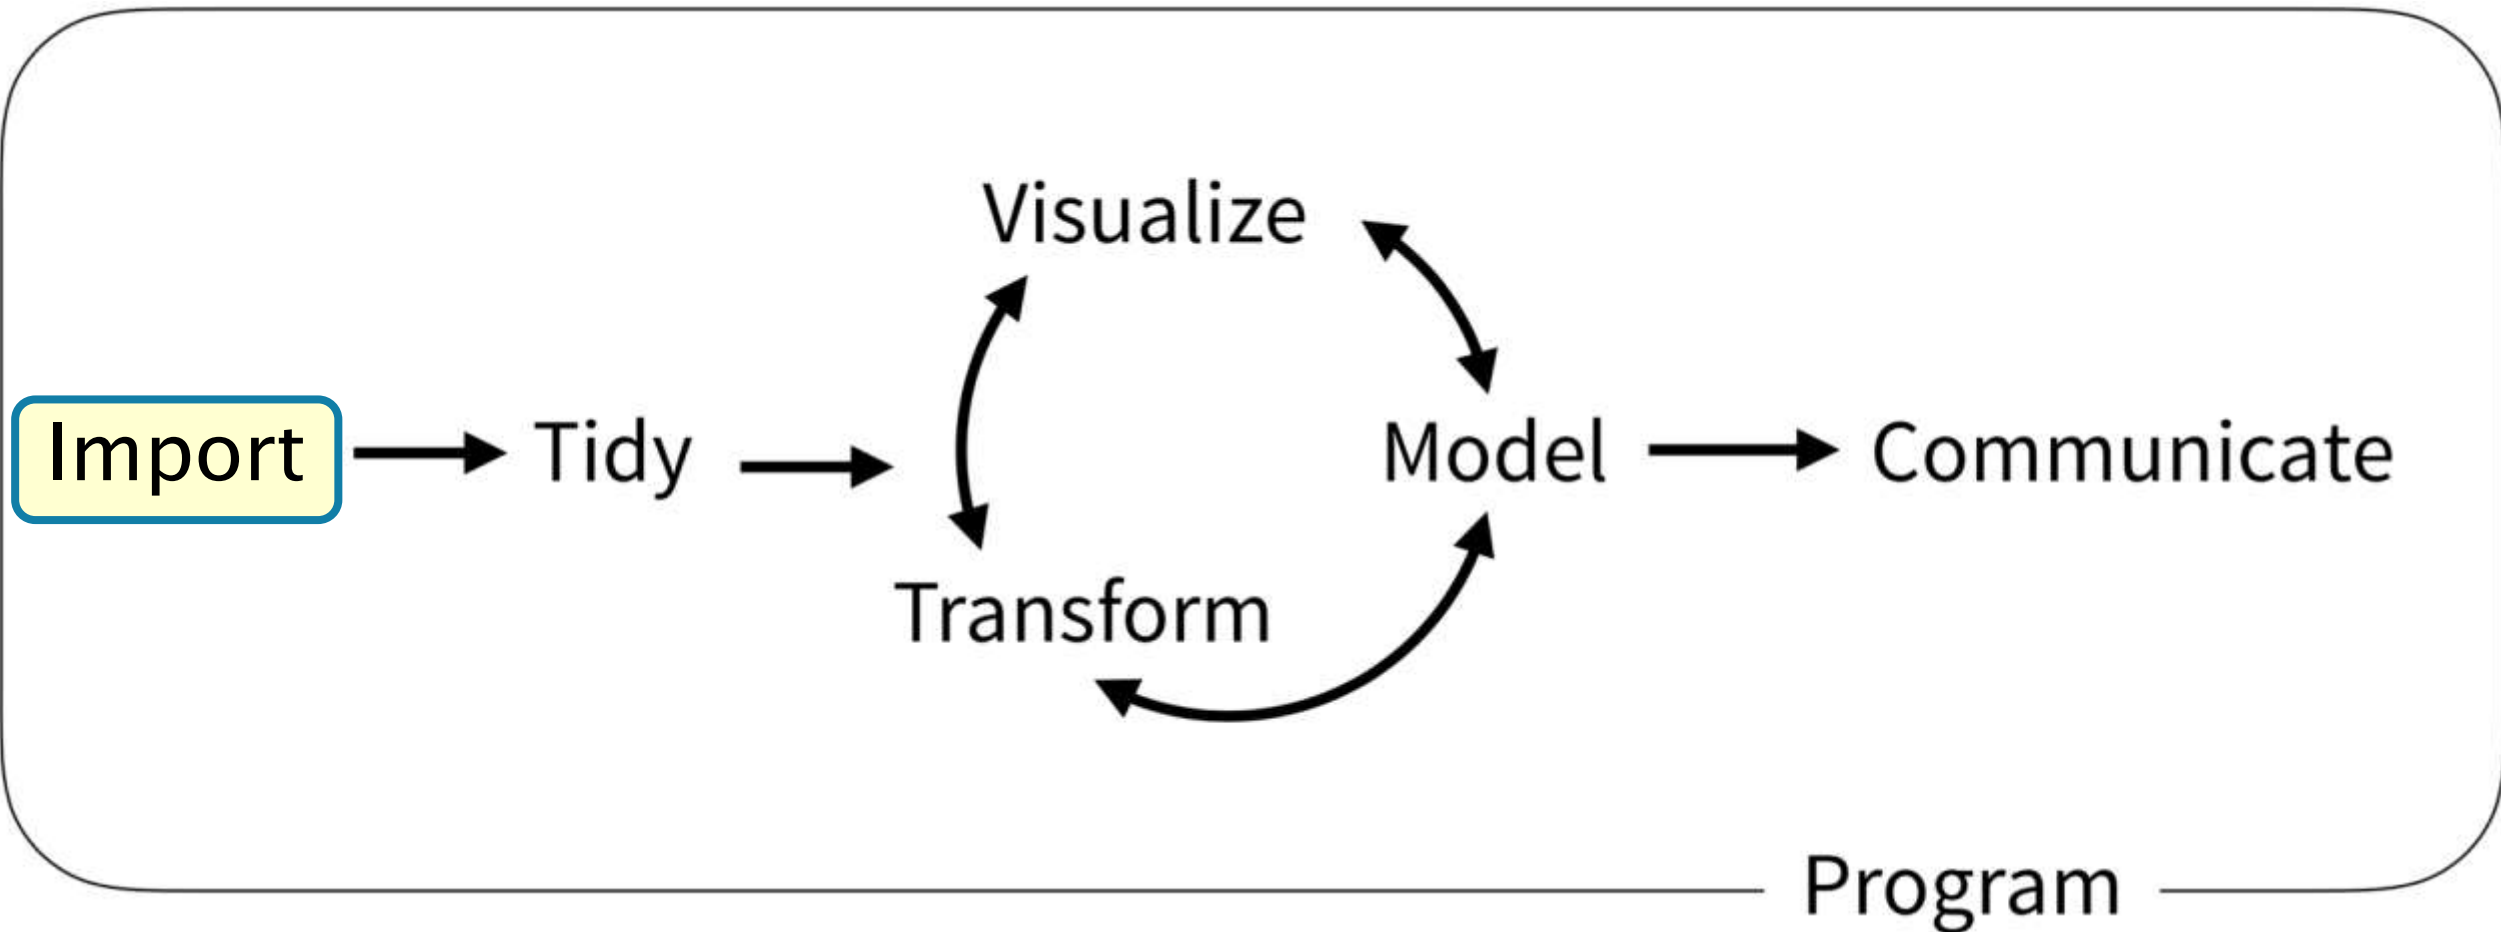 Visualize
Import
Tidy
Model
Communicate
Transform
Program